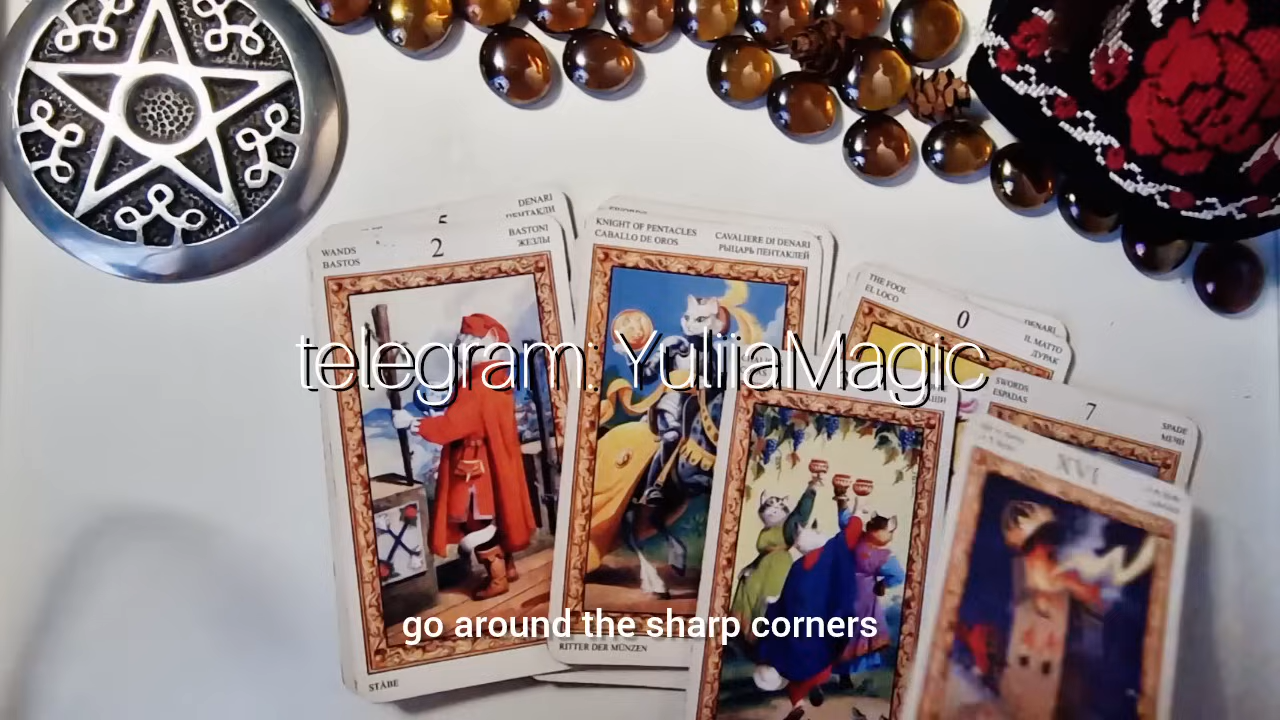 DENARI
5
WANDS
BASTOS
2
BASTONI
ЖЕЗЛЫ
KNIGHT OF PENTACLES
CABALLO DE OROS
CAVALIERE DI DENARI
РЫЦАРЬ ПЕНТАКЛЕЙ
THE FOOL
EL LOCO
0
DENARI
IL MATTO
ДУРАК
telegram: YuliiaMagic
SWORDS
ESPADAS
7
SPADE
МЕЧИ
XVI
go around the sharp corners
RITTER DER MÜNZEN
STÄBE